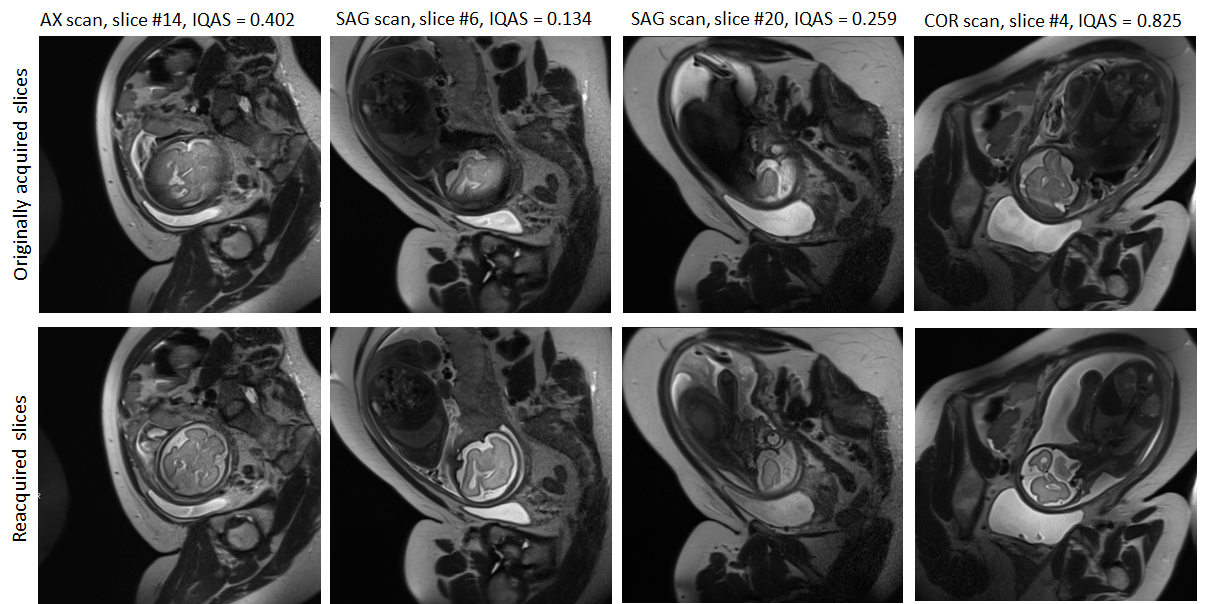 AX scan, slice #14, IQAS = 0.402
SAG scan, slice #6, IQAS = 0.134
SAG scan, slice #20, IQAS = 0.259
COR scan, slice #4, IQAS = 0.825
Originally acquired slices
Reacquired slices